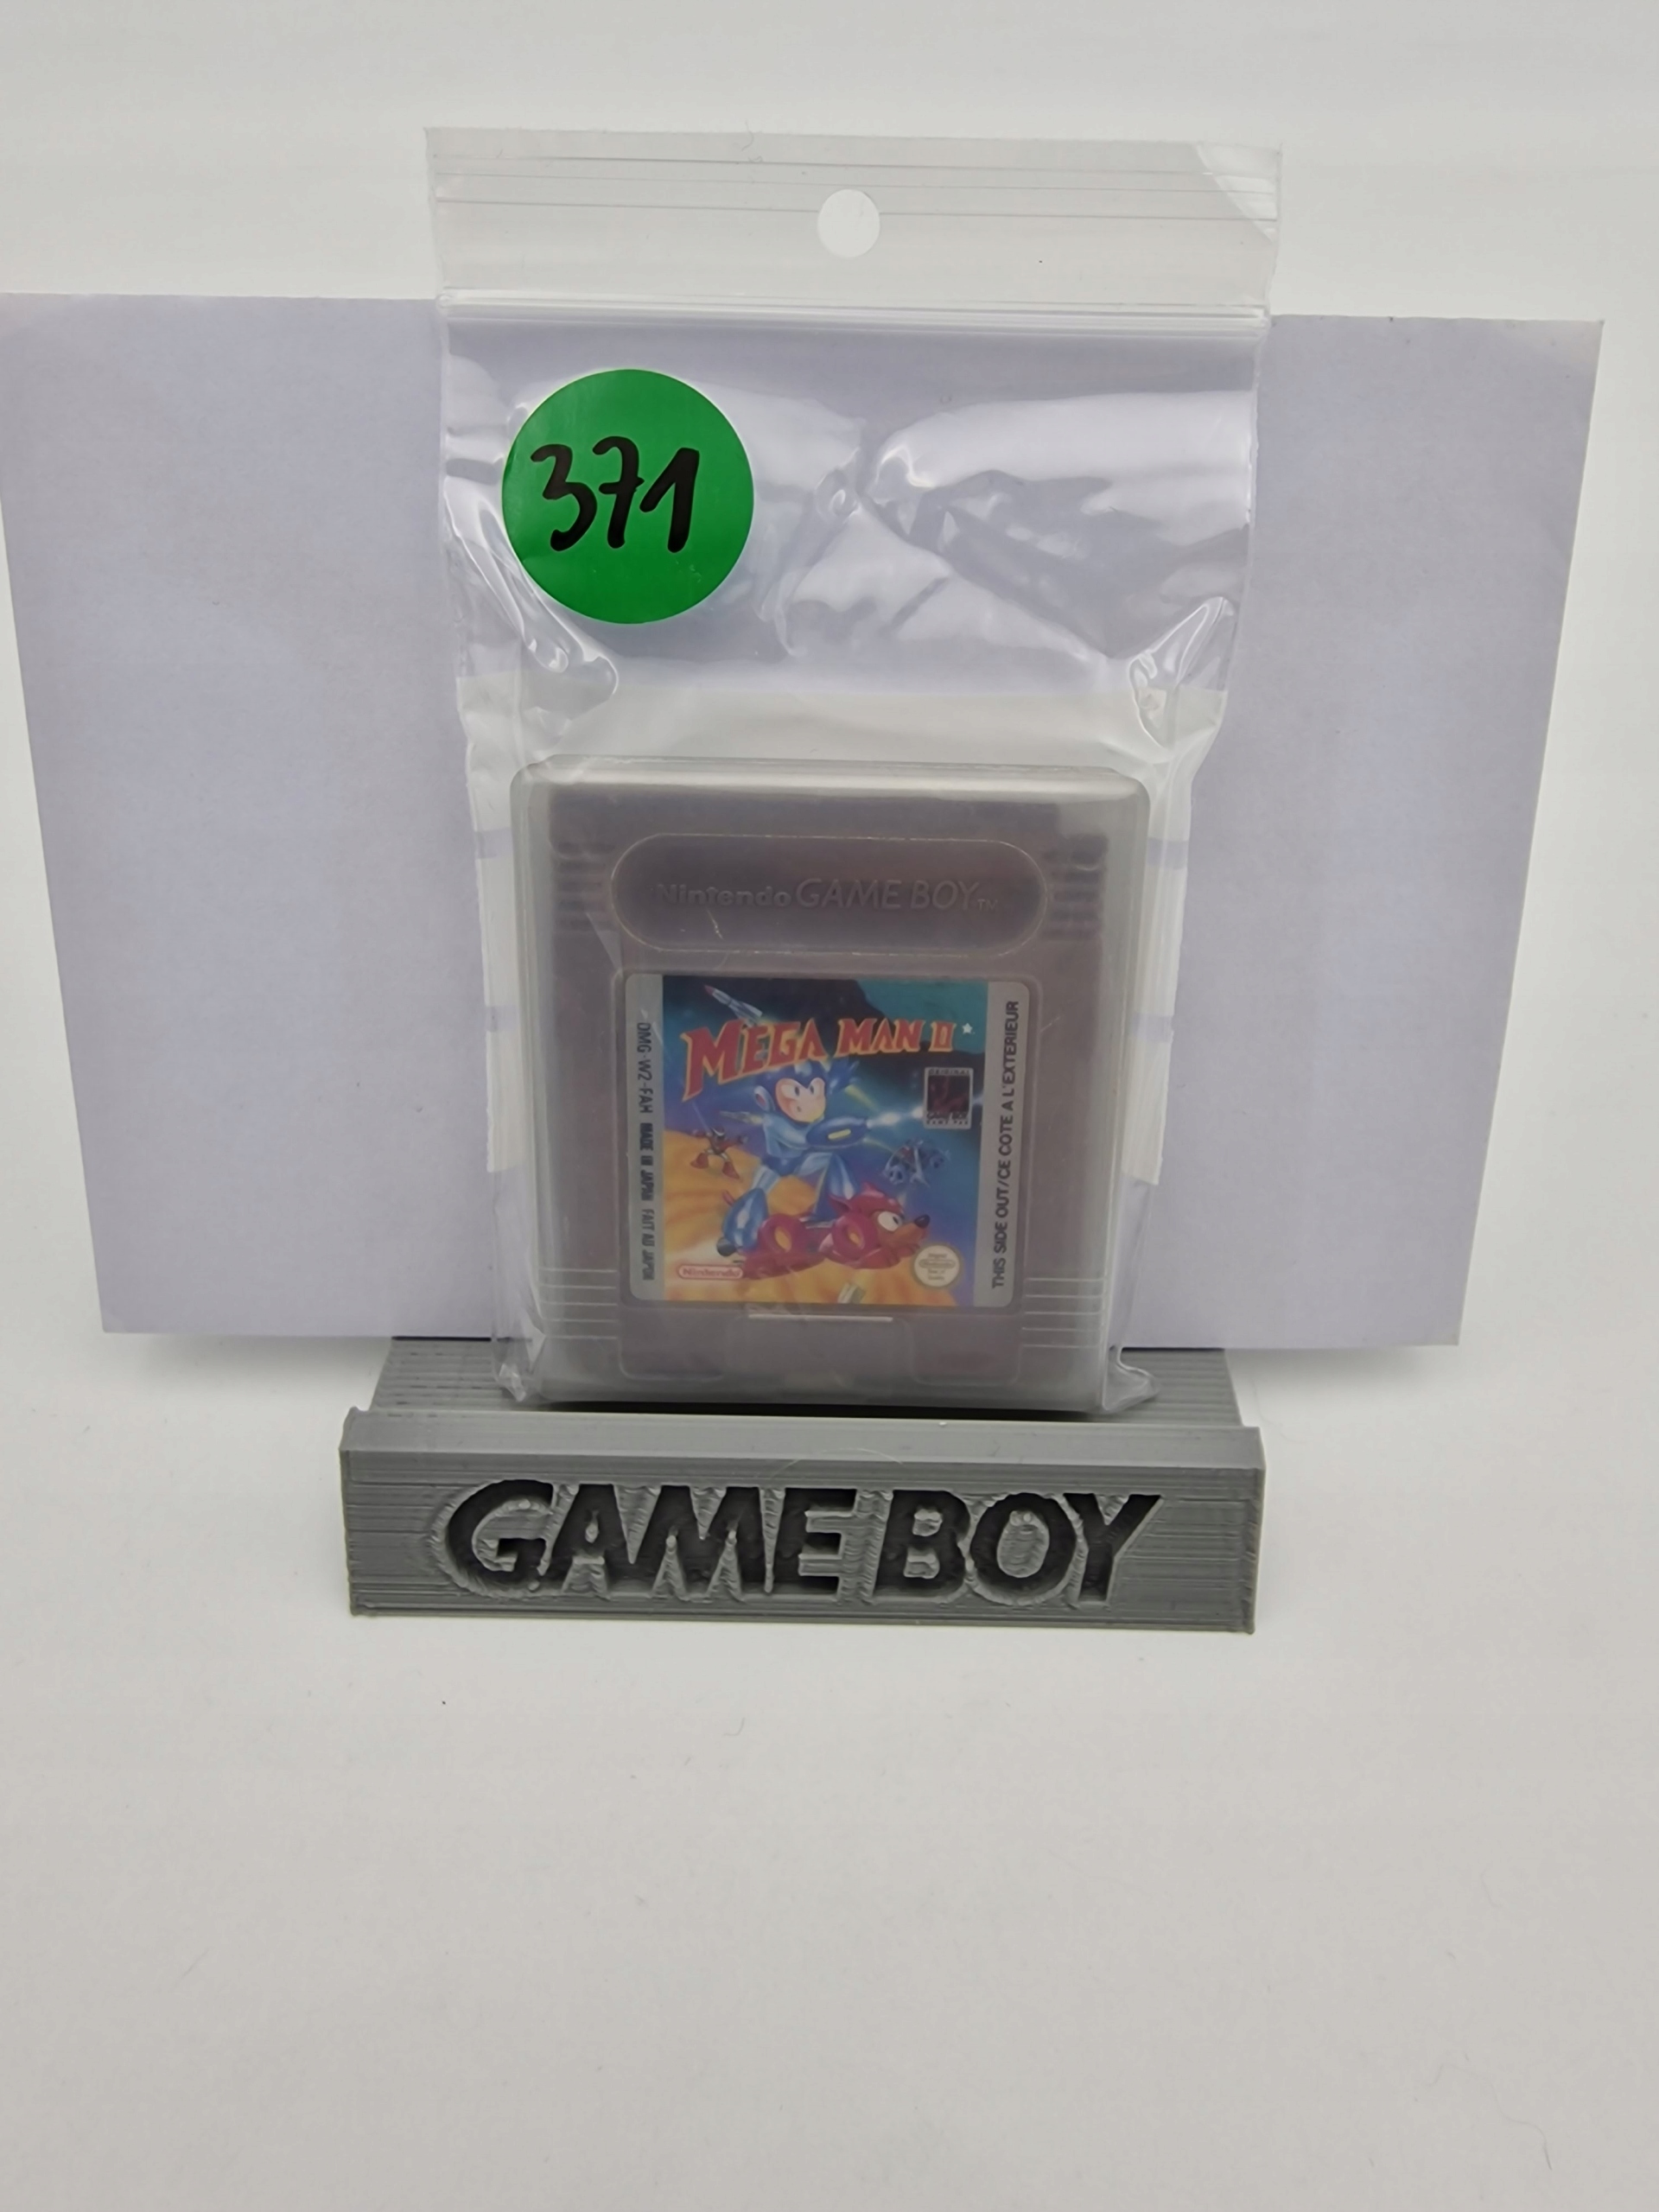 371
Nintendo GAME BOY TM
MEGA MAN II
DMG-W2-FAH MADE IN JAPAN FAIT AU JAPON
THIS SIDE OUT/CE COTE A L'EXTERIEUR
Nintendo
Nintendo
GAME BOY